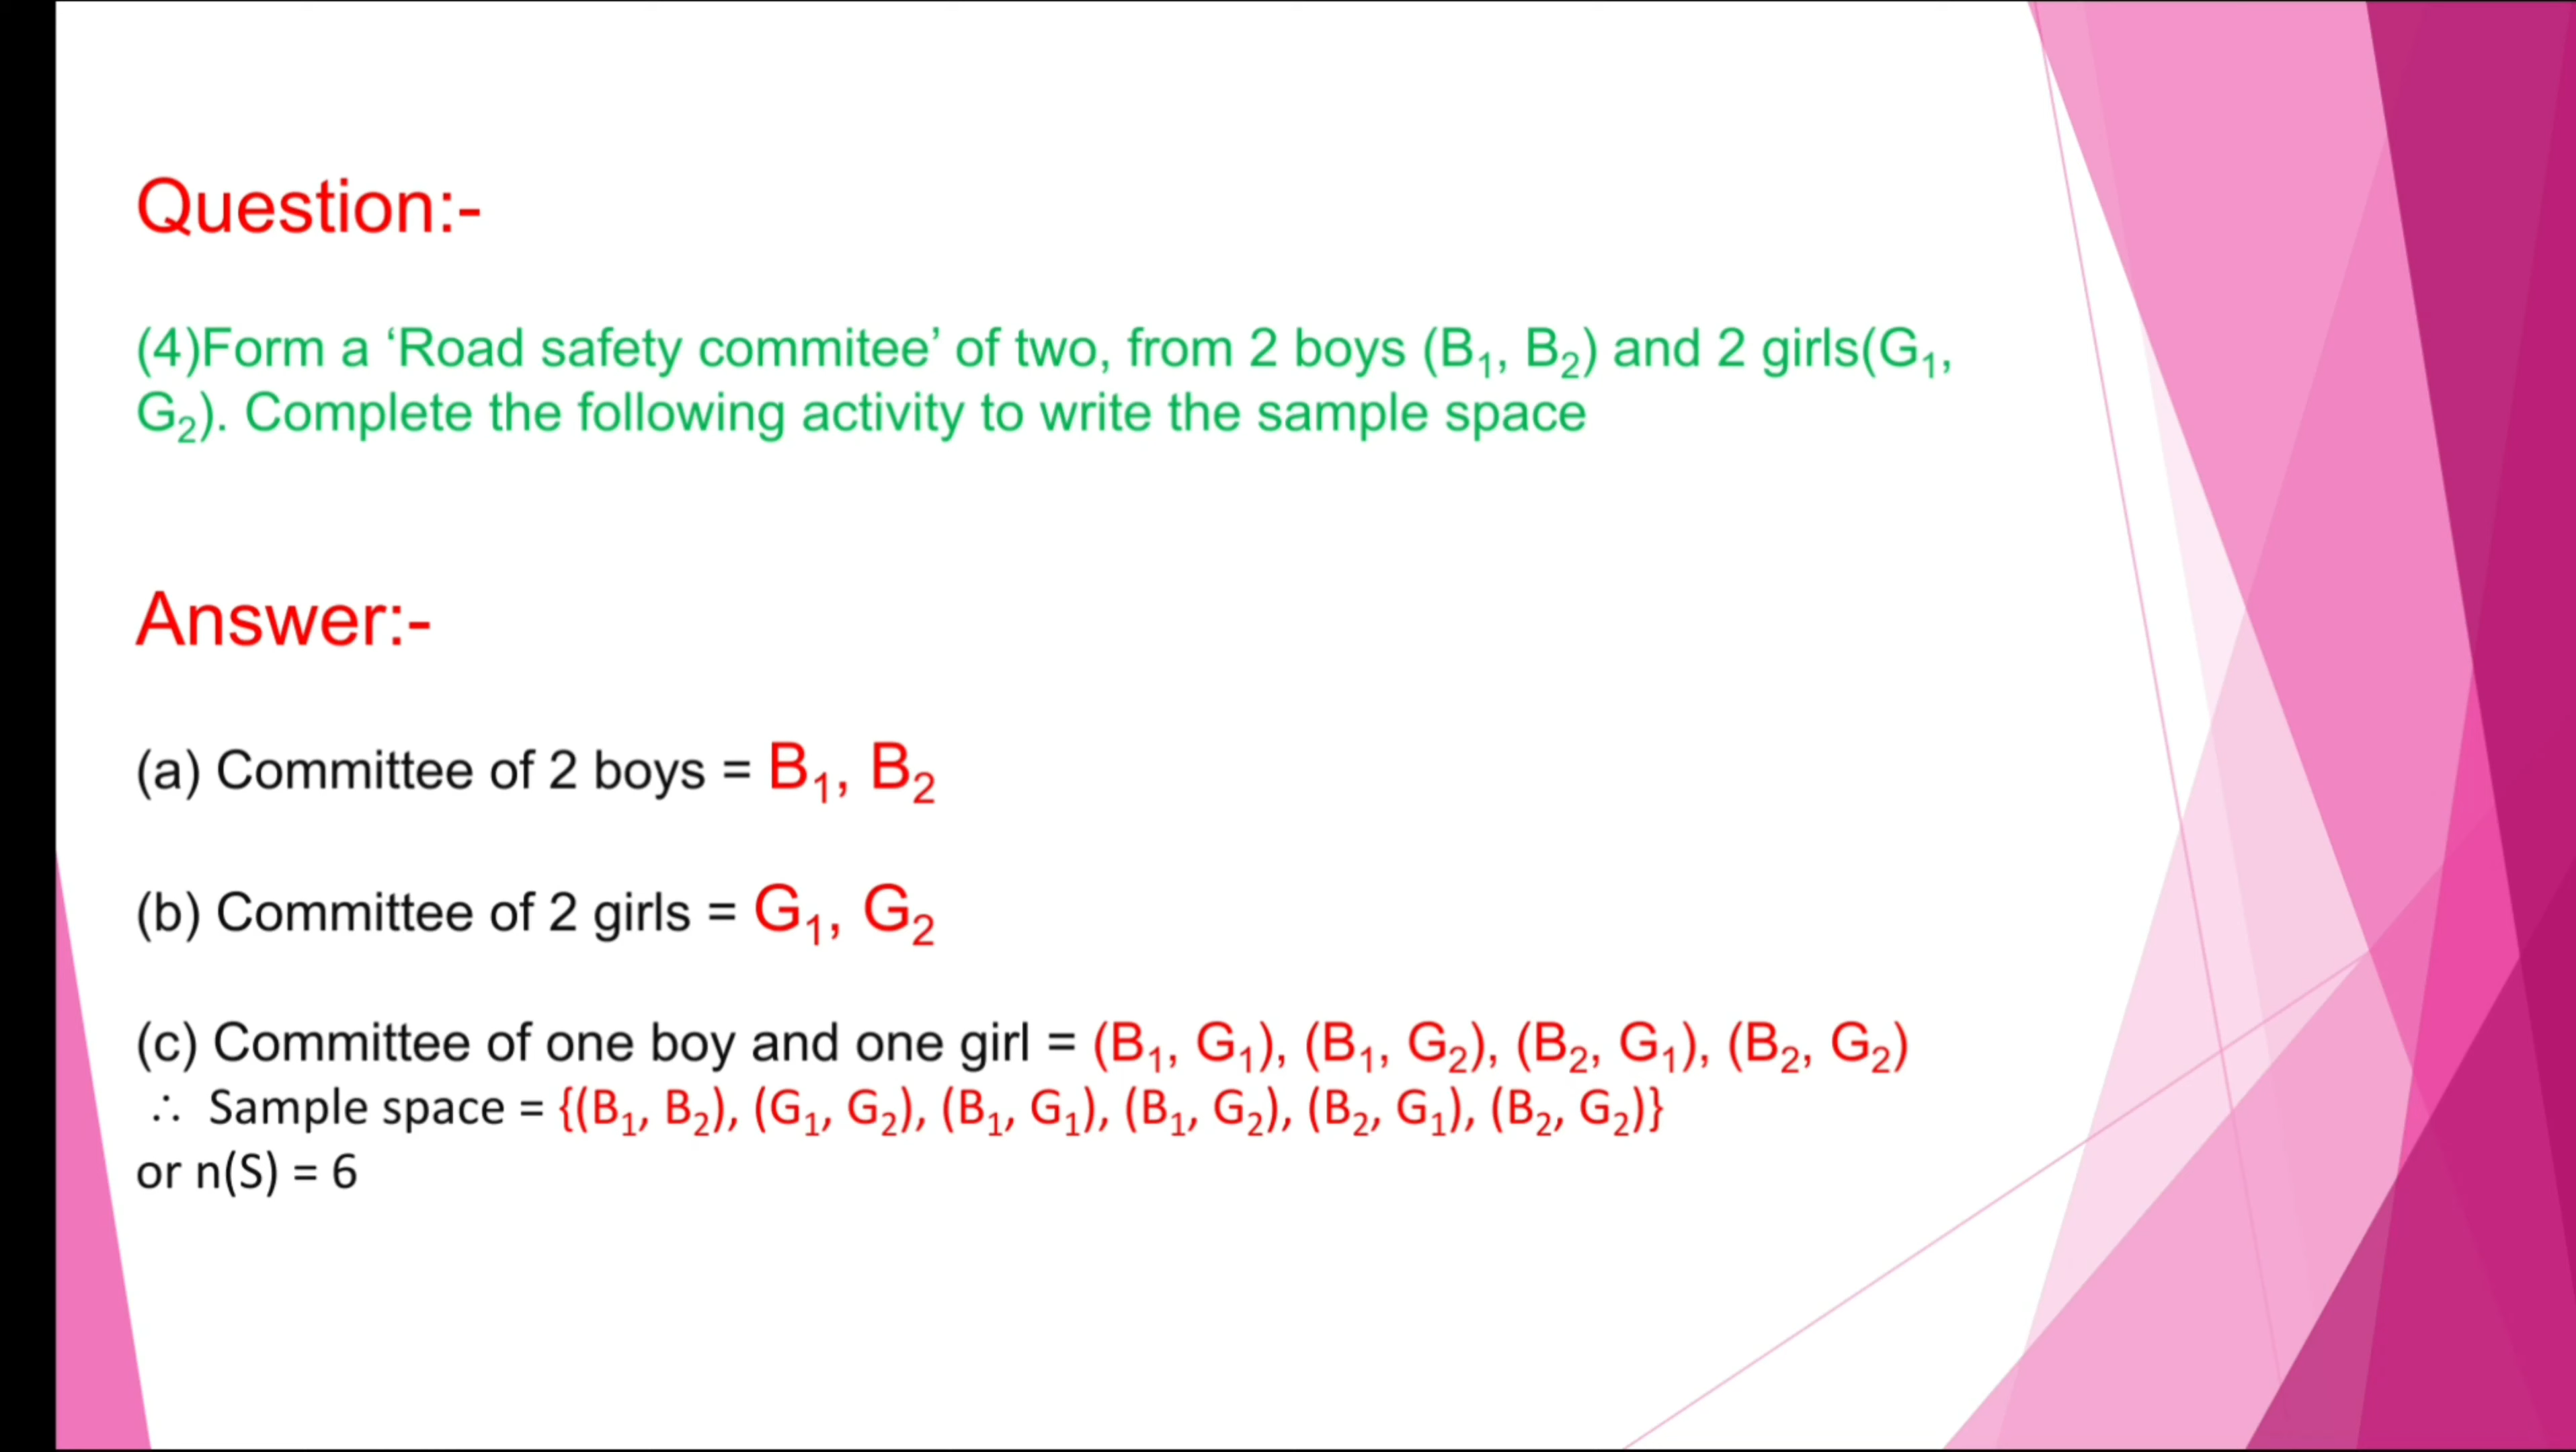 Question:-
(4)Form a ‘Road safety commitee’ of two, from 2 boys (B₁, B₂) and 2 girls(G₁,
G₂). Complete the following activity to write the sample space
Answer:-
(a) Committee of 2 boys = B₁, B₂
(b) Committee of 2 girls = G₁, G₂
(c) Committee of one boy and one girl = (B₁, G₁), (B₁, G₂), (B₂, G₁), (B₂, G₂)
∴ Sample space = {(B₁, B₂), (G₁, G₂), (B₁, G₁), (B₁, G₂), (B₂, G₁), (B₂, G₂)}
or n(S) = 6